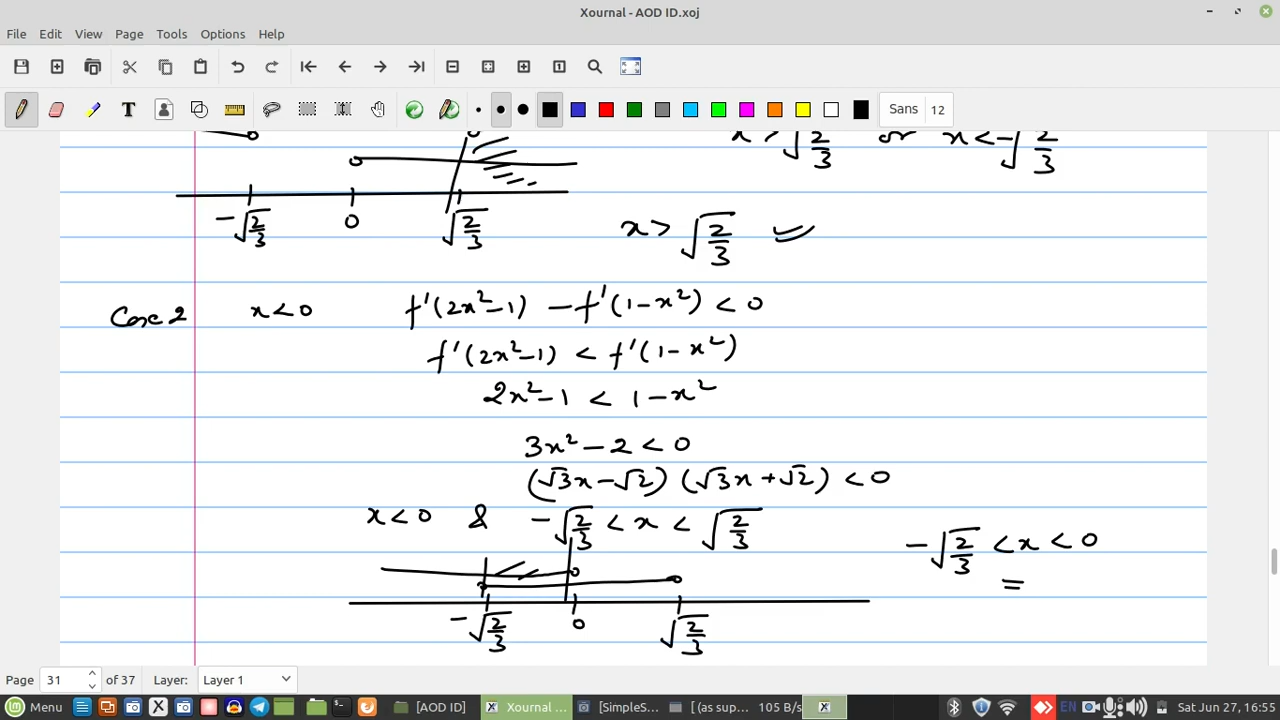 Xournal - AOD ID.xoj
File Edit View Page Tools Options Help
Sans 12
x > √(2/3) or x < -√(2/3)
-√(2/3) 0 √(2/3)
x > √(2/3)
Case 2 x < 0 f'(2x²-1) - f'(1-x²) < 0
f'(2x²-1) < f'(1-x²)
2x²-1 < 1-x²
3x²-2 < 0
(√3x-√2) (√3x+√2) < 0
x < 0 & -√(2/3) < x < √(2/3)
-√(2/3) < x < 0
=
-√(2/3) 0 √(2/3)
Page 31 of 37 Layer: Layer 1
Menu [AOD ID] Xournal ... [SimpleS... [ (as sup... 105 B/s EN Sat Jun 27, 16:55